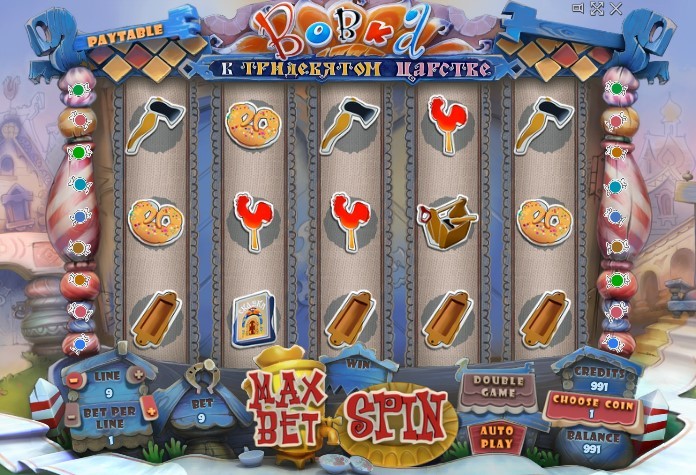 PAYTABLE
Вовка
в тридевятом царстве
LINE
9
BET PER
LINE
1
BET
9
MAX
BET
WIN
SPIN
DOUBLE
GAME
AUTO
PLAY
CREDITS
991
CHOOSE COIN
1
BALANCE
991